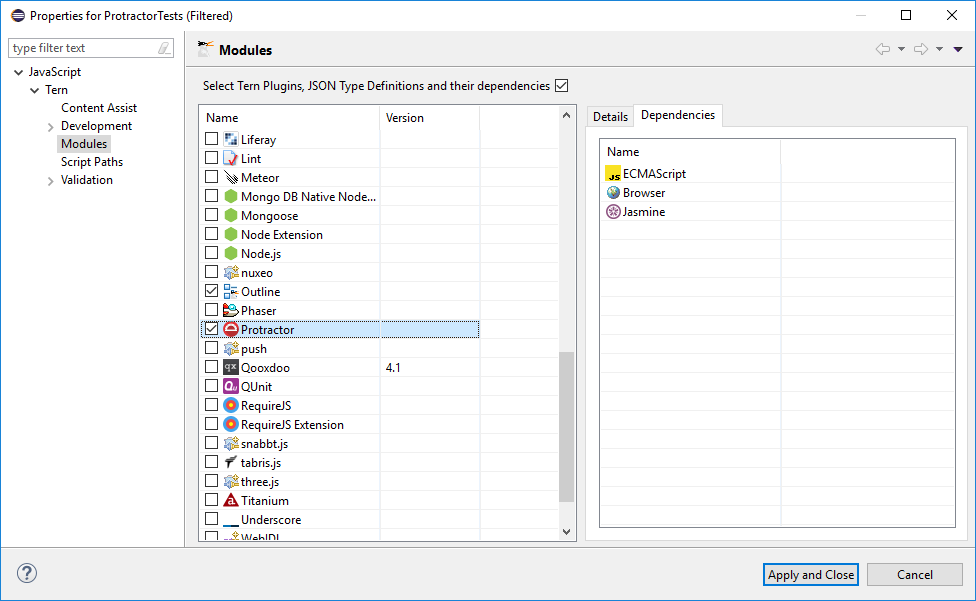 Properties for ProtractorTests (Filtered)
type filter text
JavaScript
Tern
Content Assist
Development
Modules
Script Paths
Validation
Modules
Select Tern Plugins, JSON Type Definitions and their dependencies
Name Version
Liferay
Lint
Meteor
Mongo DB Native Node...
Mongoose
Node Extension
Node.js
nuxeo
Outline
Phaser
Protractor
push
qx Qooxdoo 4.1
Qu QUnit
RequireJS
RequireJS Extension
snabbt.js
tabris.js
three.js
a Titanium
Underscore
WebIDL
Details Dependencies
Name
JS ECMAScript
Browser
Jasmine
?
Apply and Close Cancel